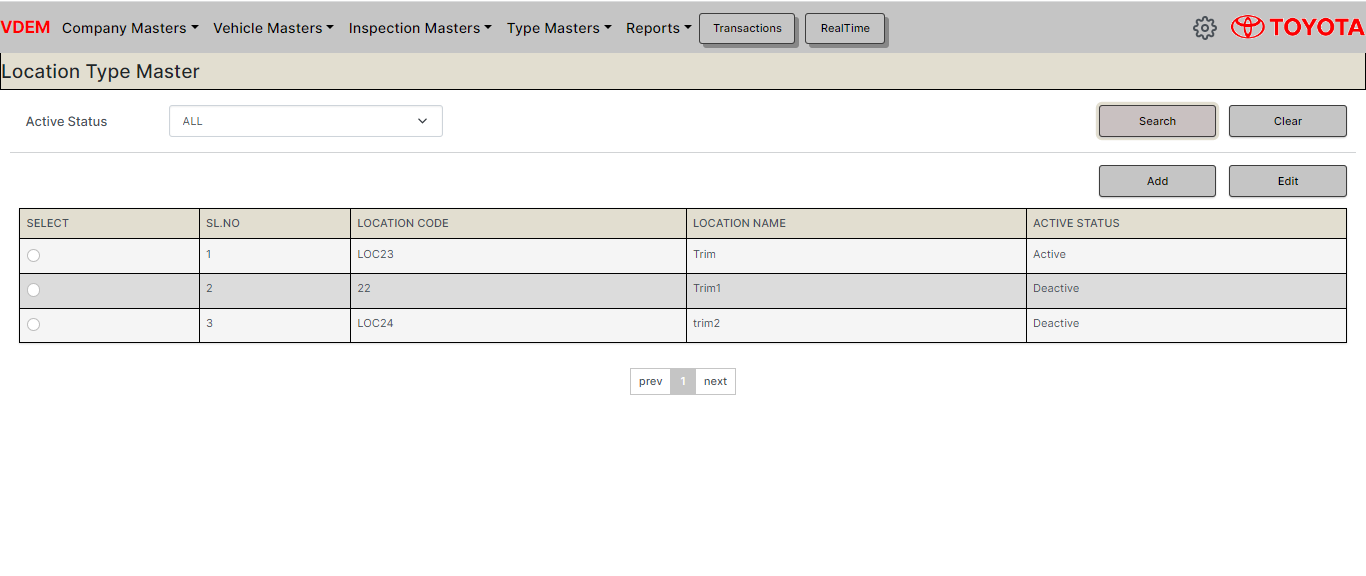 VDEM Company Masters Vehicle Masters Inspection Masters Type Masters Reports Transactions RealTime TOYOTA
Location Type Master
Active Status ALL Search Clear
Add Edit
SELECT SL.NO LOCATION CODE LOCATION NAME ACTIVE STATUS
1 LOC23 Trim Active
2 22 Trim1 Deactive
3 LOC24 trim2 Deactive
prev 1 next